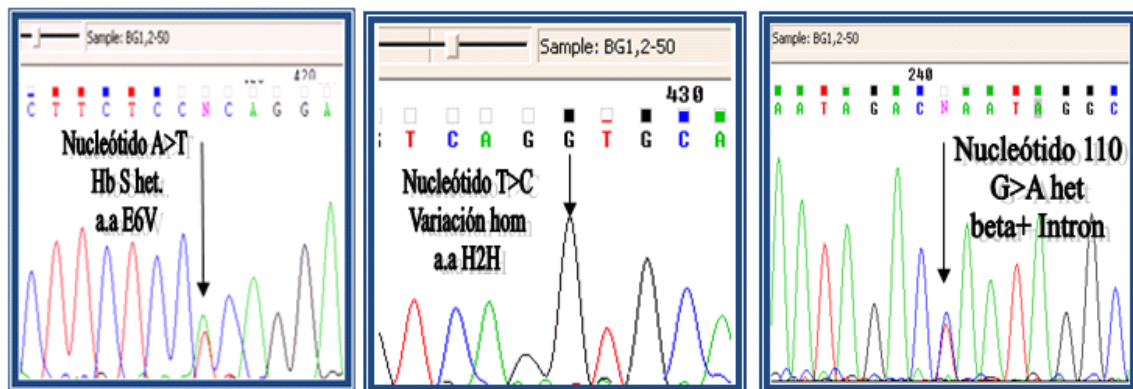 Sample: BG1,2-50
420
C T T C T C C N C A G G A
Nucleótido A>T
Hb S het.
a.a E6V
Sample: BG1,2-50
430
T C A G G T G C A
Nucleótido T>C
Variación hom
a.a H2H
Sample: BG1,2-50
240
A A T A G A C N A A T A G G C
Nucleótido 110
G>A het
beta+ Intron